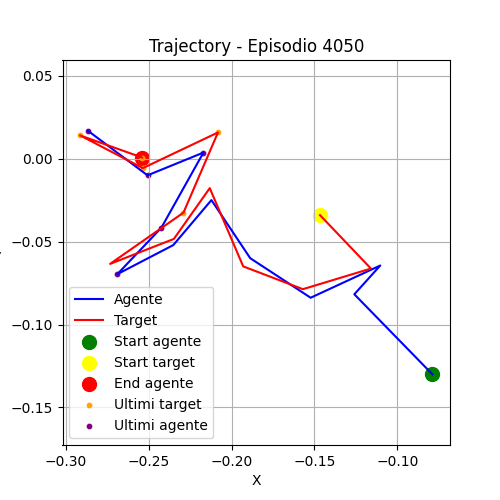 Trajectory - Episodio 4050
0.05
0.00
−0.05
−0.10
−0.15
−0.30
−0.25
−0.20
−0.15
−0.10
X
Agente
Target
Start agente
Start target
End agente
Ultimi target
Ultimi agente